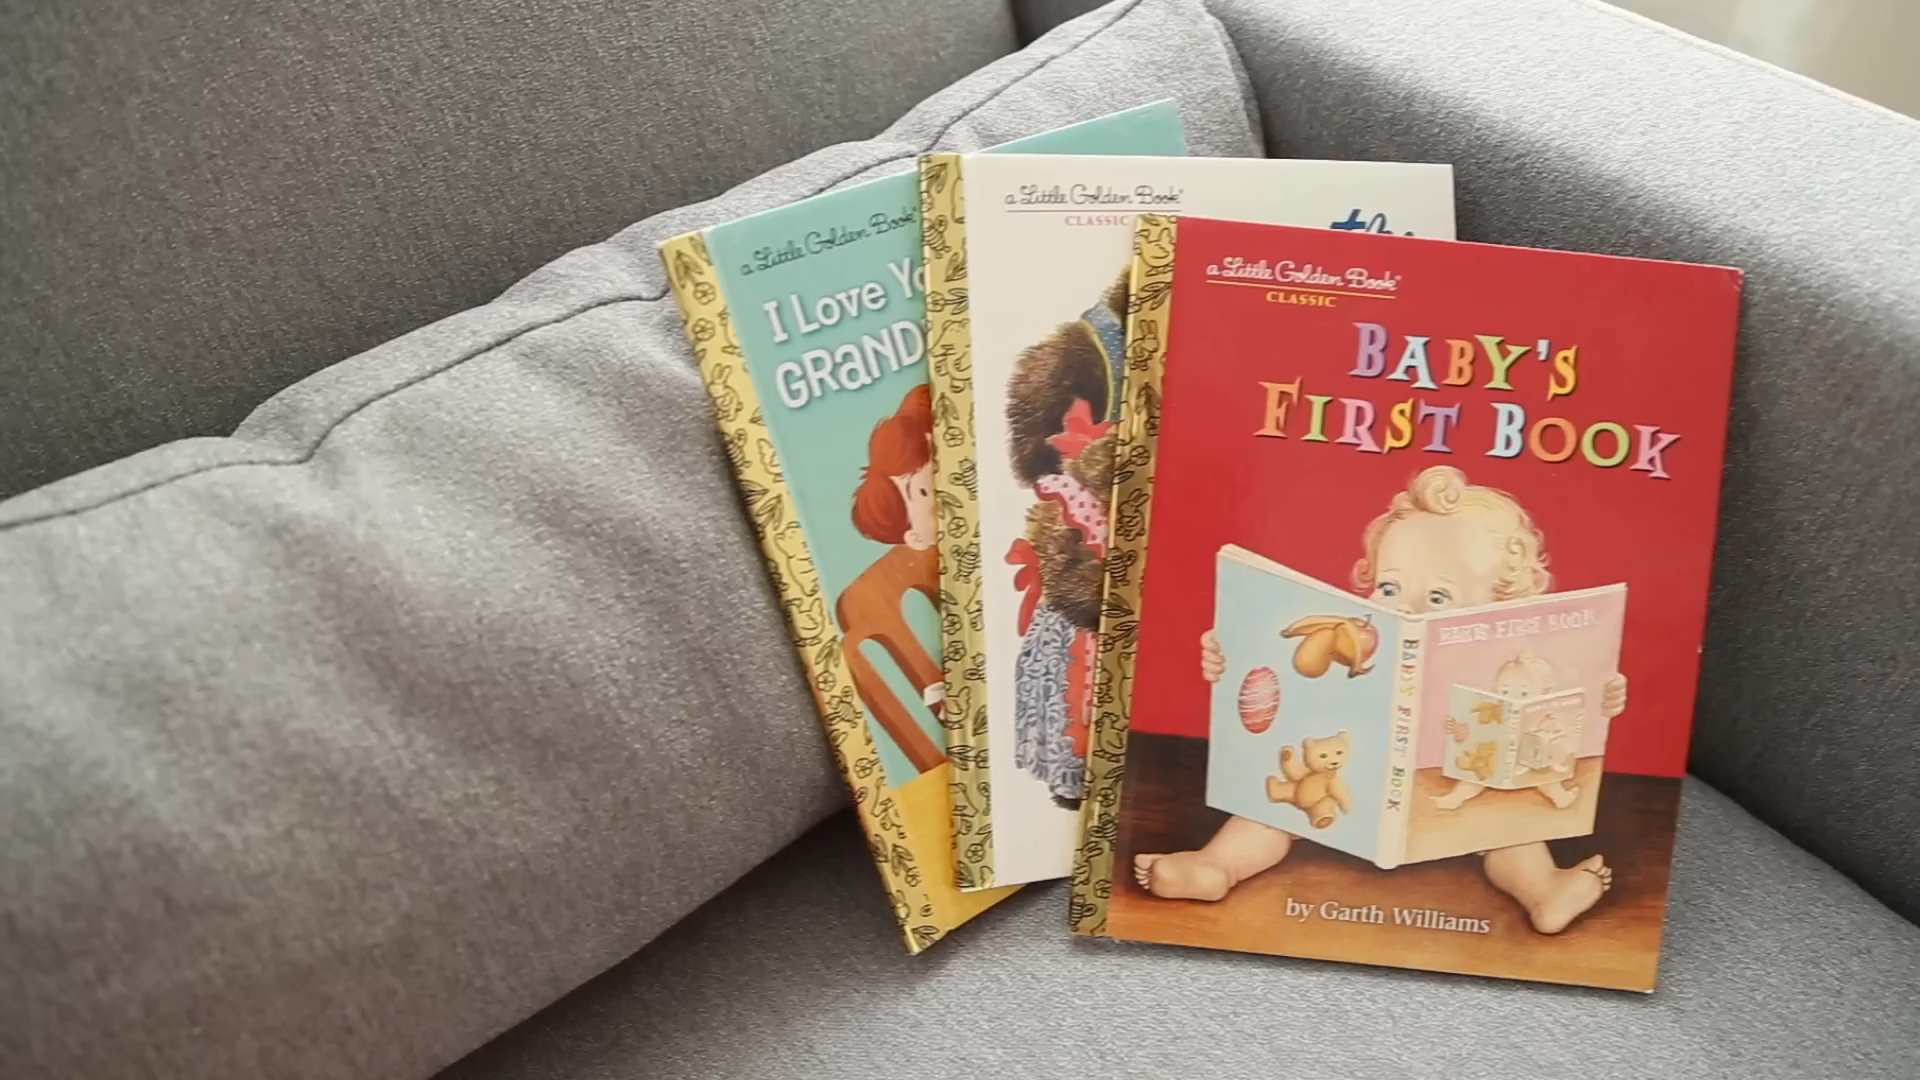 a Little Golden Book
I Love Yo
GRAND
a Little Golden Book®
CLASSIC
a Little Golden Book®
CLASSIC
BABY'S
FIRST BOOK
BABY'S FIRST BOOK
BABY'S FIRST BOOK
by Garth Williams